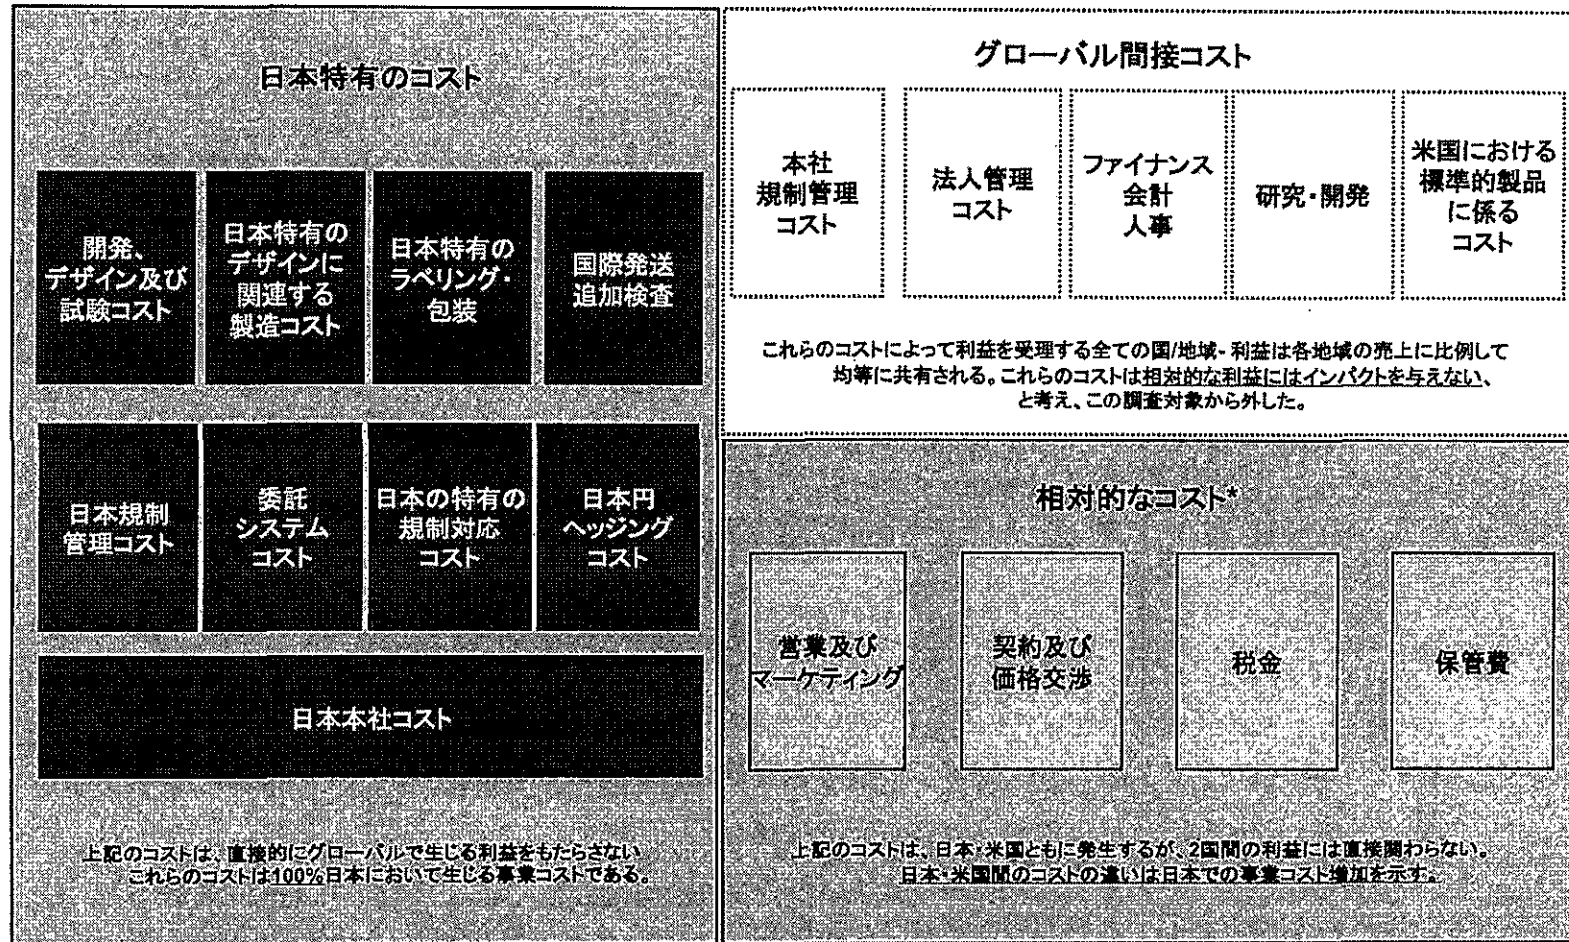 日本特有のコスト
開発、
デザイン及び
試験コスト
日本特有の
デザインに
関連する
製造コスト
日本特有の
ラベリング・
包装
国際発送
追加検査
日本規制
管理コスト
委託
システム
コスト
日本の特有の
規制対応
コスト
日本円
ヘッジング
コスト
日本本社コスト
上記のコストは、直接的にグローバルで生じる利益をもたらさない
これらのコストは100%日本において生じる事業コストである。
グローバル間接コスト
本社
規制管理
コスト
法人管理
コスト
ファイナンス
会計
人事
研究・開発
米国における
標準的製品
に係る
コスト
これらのコストによって利益を受理する全ての国/地域- 利益は各地域の売上に比例して
均等に共有される。これらのコストは相対的な利益にはインパクトを与えない、
と考え、この調査対象から外した。
相対的なコスト*
営業及び
マーケティング
契約及び
価格交渉
税金
保管費
上記のコストは、日本・米国ともに発生するが、2国間の利益には直接関わらない。
日本・米国間のコストの違いは日本での事業コスト増加を示す。